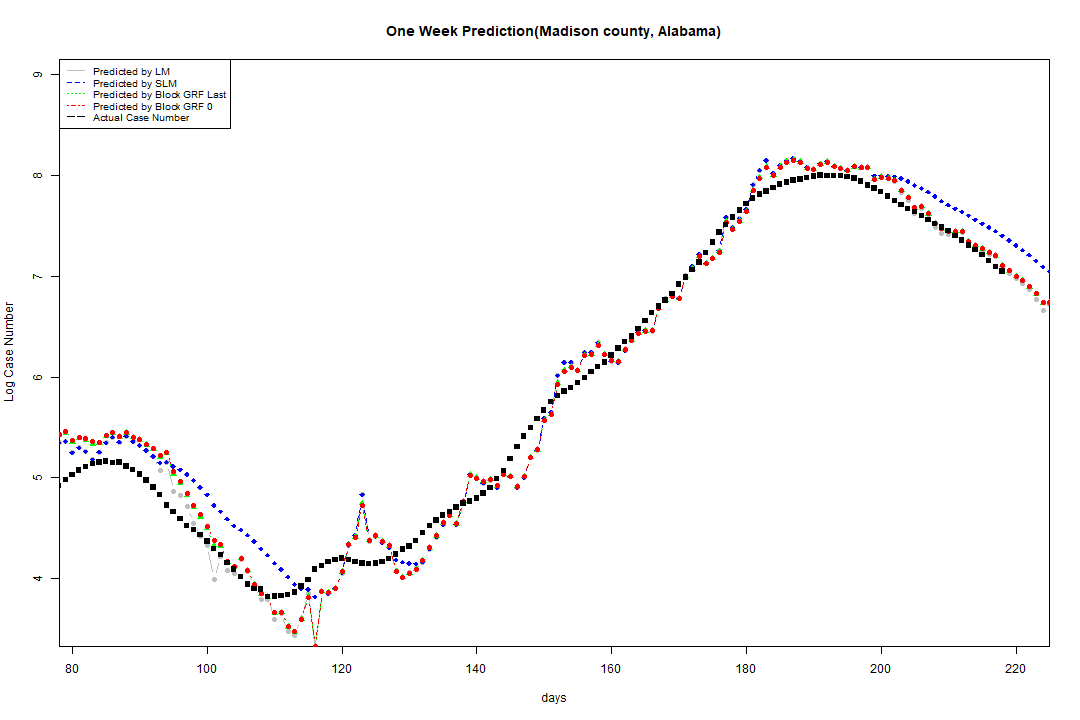 One Week Prediction(Madison county, Alabama)
Predicted by LM
Predicted by SLM
Predicted by Block GRF Last
Predicted by Block GRF 0
Actual Case Number
9
8
7
6
5
4
Log Case Number
80 100 120 140 160 180 200 220
days